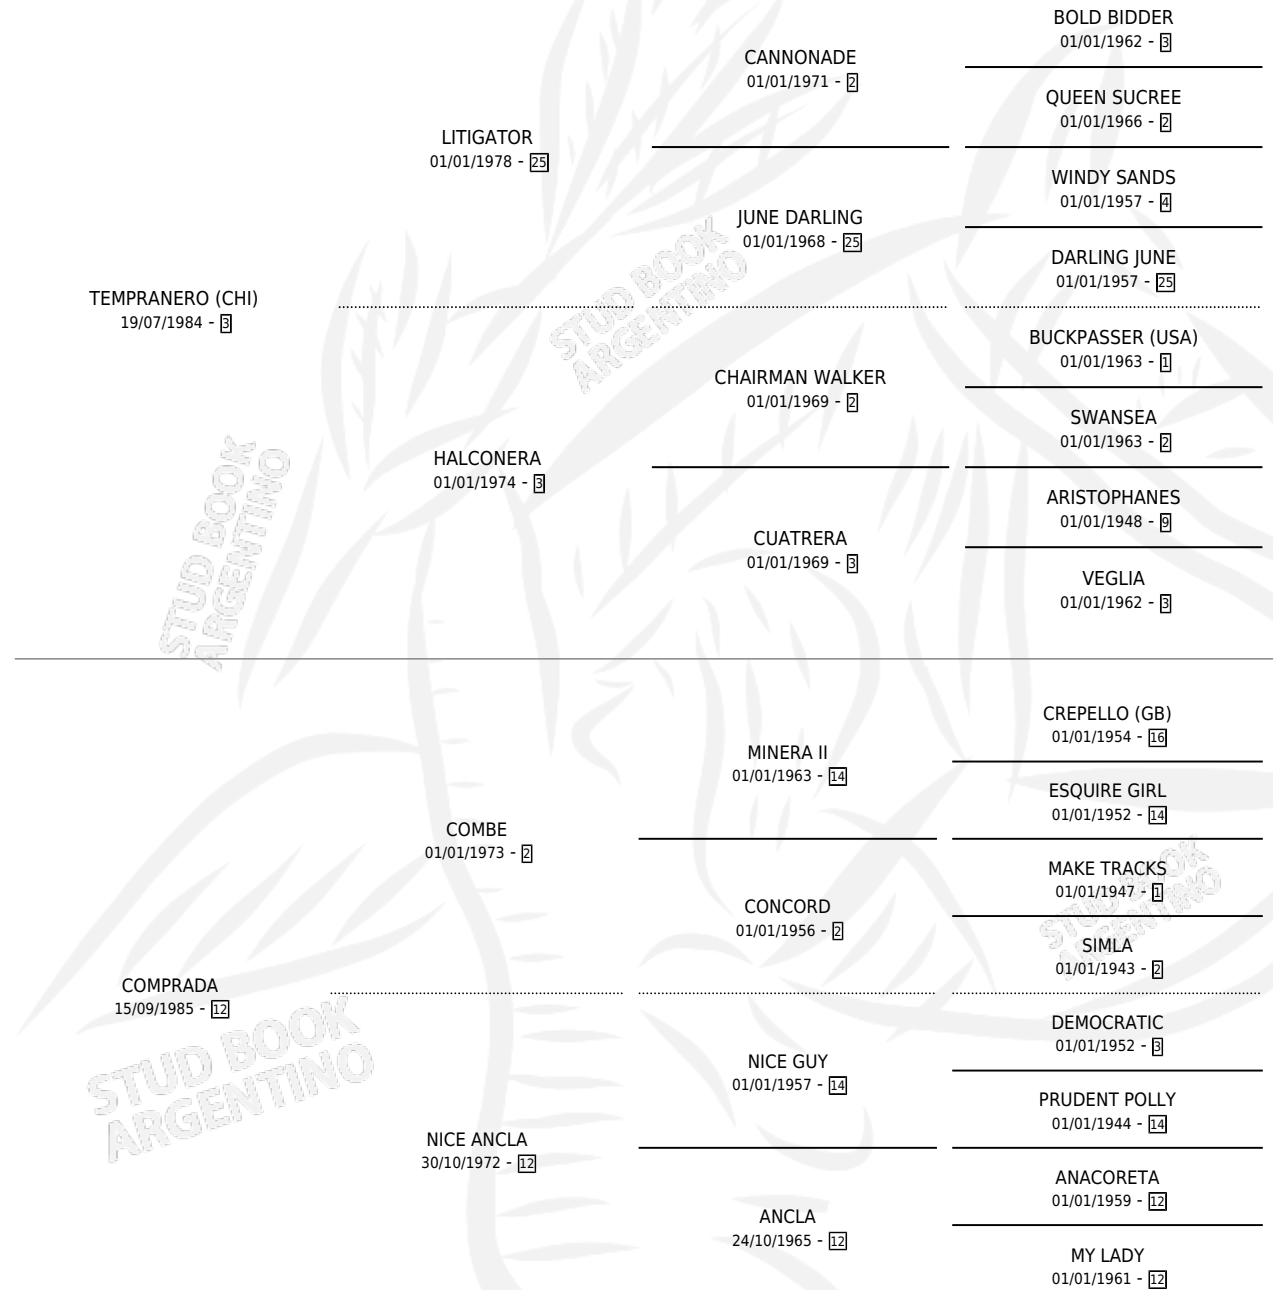 BOLD BIDDER
01/01/1962 - 3
CANNONADE
01/01/1971 - 2
QUEEN SUCREE
01/01/1966 - 2
LITIGATOR
01/01/1978 - 25
WINDY SANDS
01/01/1957 - 4
JUNE DARLING
01/01/1968 - 25
DARLING JUNE
01/01/1957 - 25
TEMPRANERO (CHI)
19/07/1984 - 3
BUCKPASSER (USA)
01/01/1963 - 1
CHAIRMAN WALKER
01/01/1969 - 2
SWANSEA
01/01/1963 - 2
HALCONERA
01/01/1974 - 3
ARISTOPHANES
01/01/1948 - 9
CUATRERA
01/01/1969 - 3
VEGLIA
01/01/1962 - 3
CREPELLO (GB)
01/01/1954 - 16
MINERA II
01/01/1963 - 14
ESQUIRE GIRL
01/01/1952 - 14
COMBE
01/01/1973 - 2
MAKE TRACKS
01/01/1947 - 1
CONCORD
01/01/1956 - 2
SIMLA
01/01/1943 - 2
COMPRADA
15/09/1985 - 12
DEMOCRATIC
01/01/1952 - 3
NICE GUY
01/01/1957 - 14
PRUDENT POLLY
01/01/1944 - 14
NICE ANCLA
30/10/1972 - 12
ANACORETA
01/01/1959 - 12
ANCLA
24/10/1965 - 12
MY LADY
01/01/1961 - 12
STUD BOOK
ARGENTINO
STUD BOOK
ARGENTINO
STUD BOOK
ARGENTINO
STUD BOOK
ARGENTINO